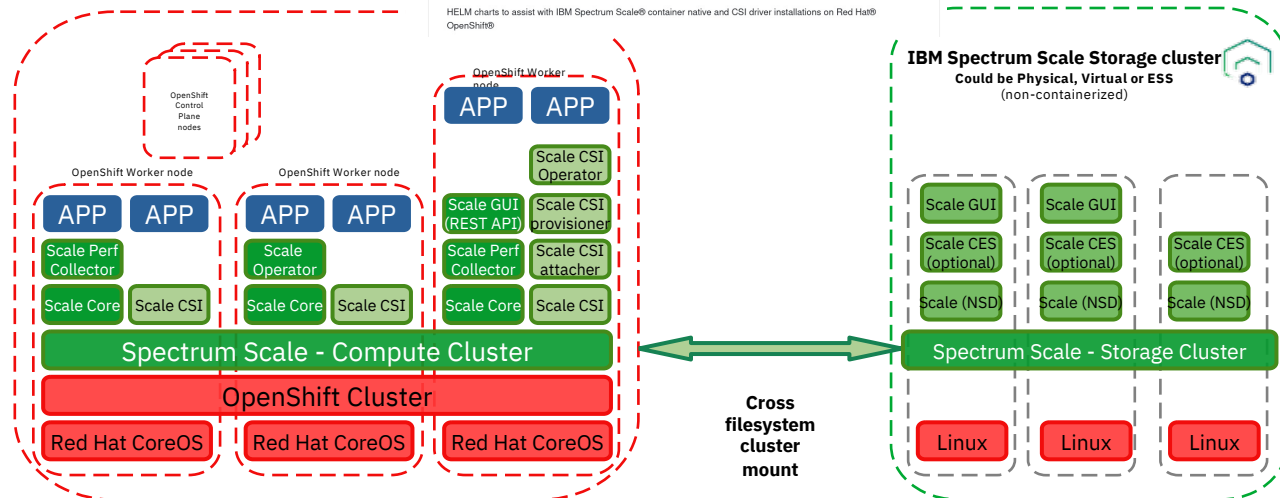 HELM charts to assist with IBM Spectrum Scale® container native and CSI driver installations on Red Hat®
OpenShift®
OpenShift
Control
Plane
nodes
OpenShift Worker node
APP APP
Scale Perf
Collector
Scale Core
Scale CSI
OpenShift Worker node
APP APP
Scale
Operator
Scale Core
Scale CSI
OpenShift Worker
node
APP APP
Scale CSI
Operator
Scale GUI
(REST API)
Scale CSI
provisioner
Scale Perf
Collector
Scale CSI
attacher
Scale Core
Scale CSI
Spectrum Scale - Compute Cluster
OpenShift Cluster
Red Hat CoreOS
Red Hat CoreOS
Red Hat CoreOS
Cross
filesystem
cluster
mount
IBM Spectrum Scale Storage cluster
Could be Physical, Virtual or ESS
(non-containerized)
Scale GUI
Scale CES
(optional)
Scale (NSD)
Scale GUI
Scale CES
(optional)
Scale (NSD)
Scale CES
(optional)
Scale (NSD)
Spectrum Scale - Storage Cluster
Linux
Linux
Linux